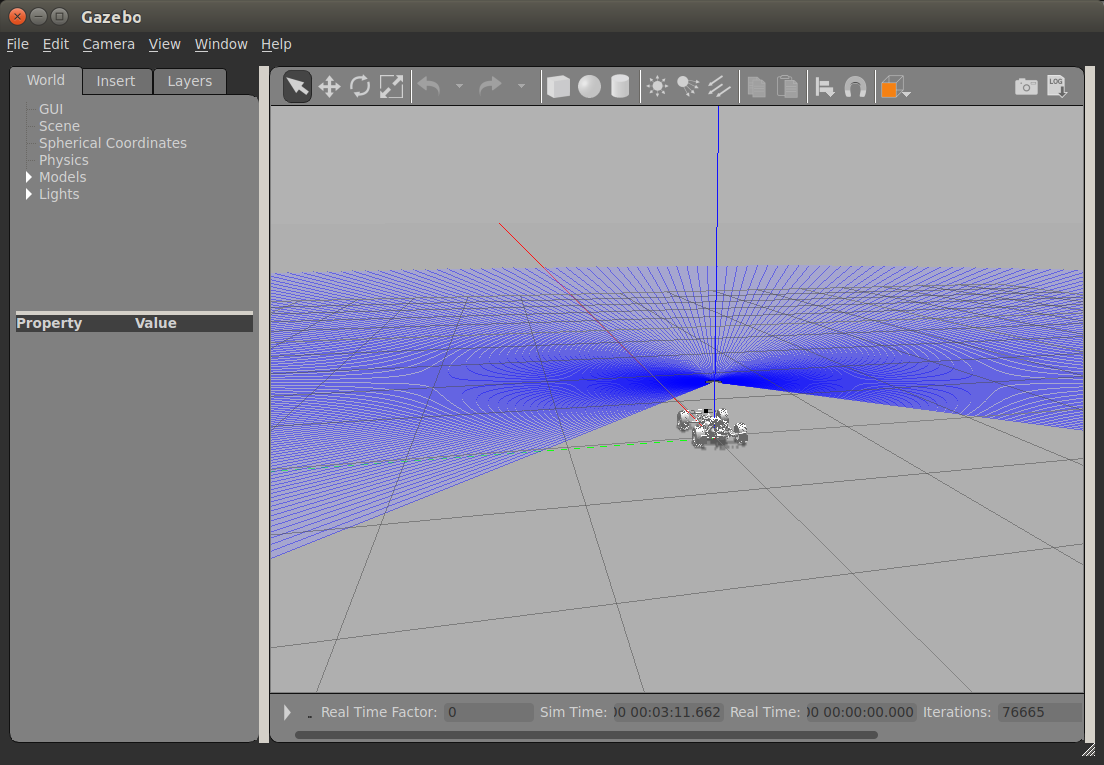 Gazebo
File Edit Camera View Window Help
World Insert Layers
LOG
GUI
Scene
Spherical Coordinates
Physics
Models
Lights
Property Value
Real Time Factor: 0 Sim Time: 00 00:03:11.662 Real Time: 00 00:00:00.000 Iterations: 76665